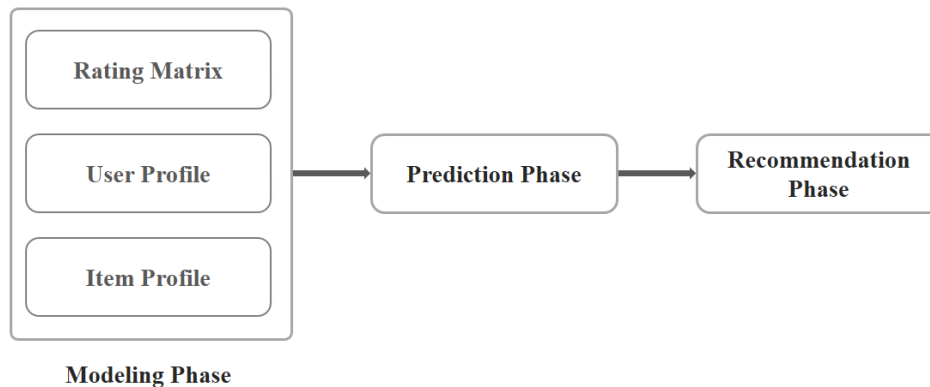 Rating Matrix
User Profile
Item Profile
Modeling Phase
Prediction Phase
Recommendation
Phase